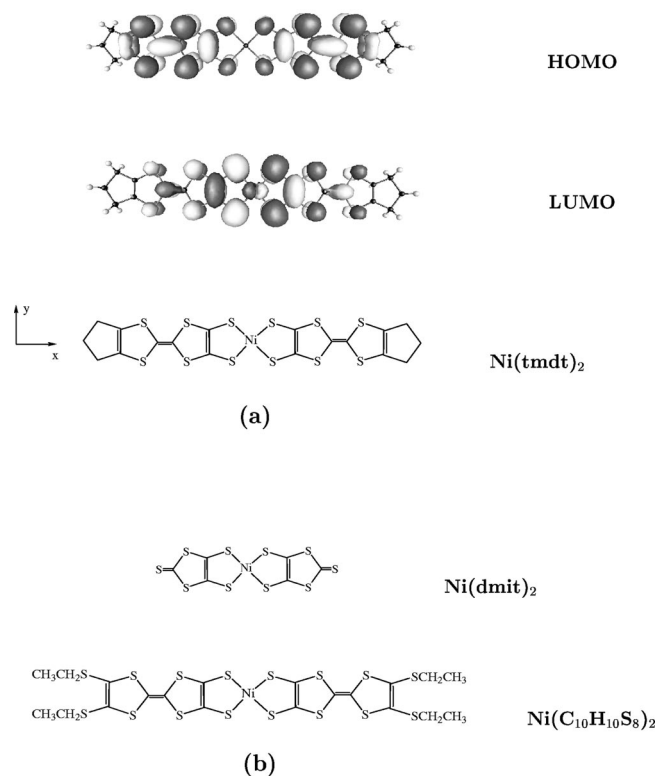 HOMO
LUMO
y
x
S S S S S S S S
Ni
Ni(tmdt)₂
(a)
S S S S S S S S S S
Ni
Ni(dmit)₂
CH₃CH₂S S S S S Ni S S S S SCH₂CH₃
CH₃CH₂S S S S S S S S S SCH₂CH₃
Ni(C₁₀H₁₀S₈)₂
(b)